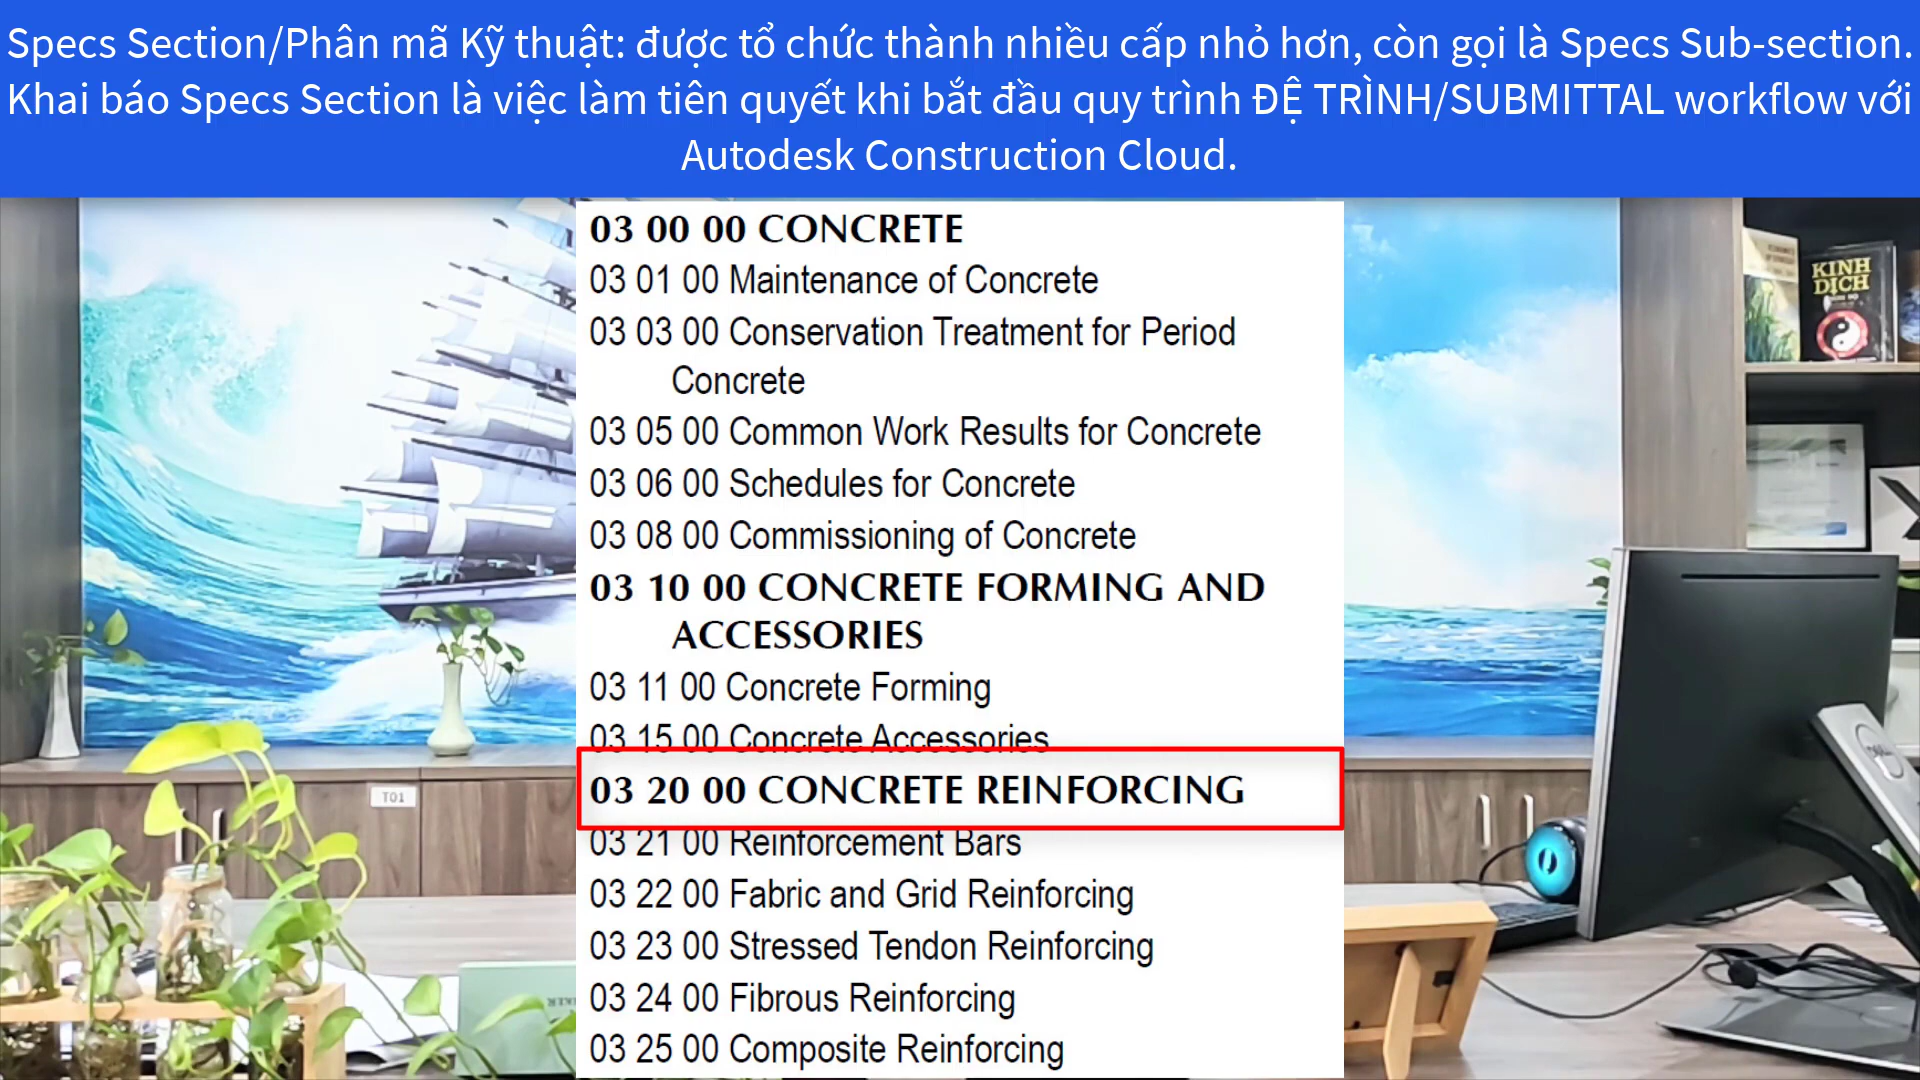 Specs Section/Phân mã Kỹ thuật: được tổ chức thành nhiều cấp nhỏ hơn, còn gọi là Specs Sub-section.
Khai báo Specs Section là việc làm tiên quyết khi bắt đầu quy trình ĐỆ TRÌNH/SUBMITTAL workflow với
Autodesk Construction Cloud.
03 00 00 CONCRETE
03 01 00 Maintenance of Concrete
03 03 00 Conservation Treatment for Period
Concrete
03 05 00 Common Work Results for Concrete
03 06 00 Schedules for Concrete
03 08 00 Commissioning of Concrete
03 10 00 CONCRETE FORMING AND
ACCESSORIES
03 11 00 Concrete Forming
03 15 00 Concrete Accessories
03 20 00 CONCRETE REINFORCING
03 21 00 Reinforcement Bars
03 22 00 Fabric and Grid Reinforcing
03 23 00 Stressed Tendon Reinforcing
03 24 00 Fibrous Reinforcing
03 25 00 Composite Reinforcing
KINH
DỊCH
T01